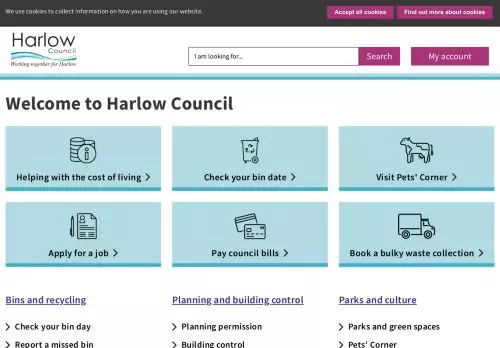 We use cookies to collect information on how you are using our website.
Accept all cookies
Find out more about cookies
Harlow
Council
Working together for Harlow
I am looking for...
Search
My account
Welcome to Harlow Council
Helping with the cost of living
Check your bin date
Visit Pets' Corner
Apply for a job
Pay council bills
Book a bulky waste collection
Bins and recycling
Planning and building control
Parks and culture
Check your bin day
Planning permission
Parks and green spaces
Report a missed bin
Building control
Pets' Corner